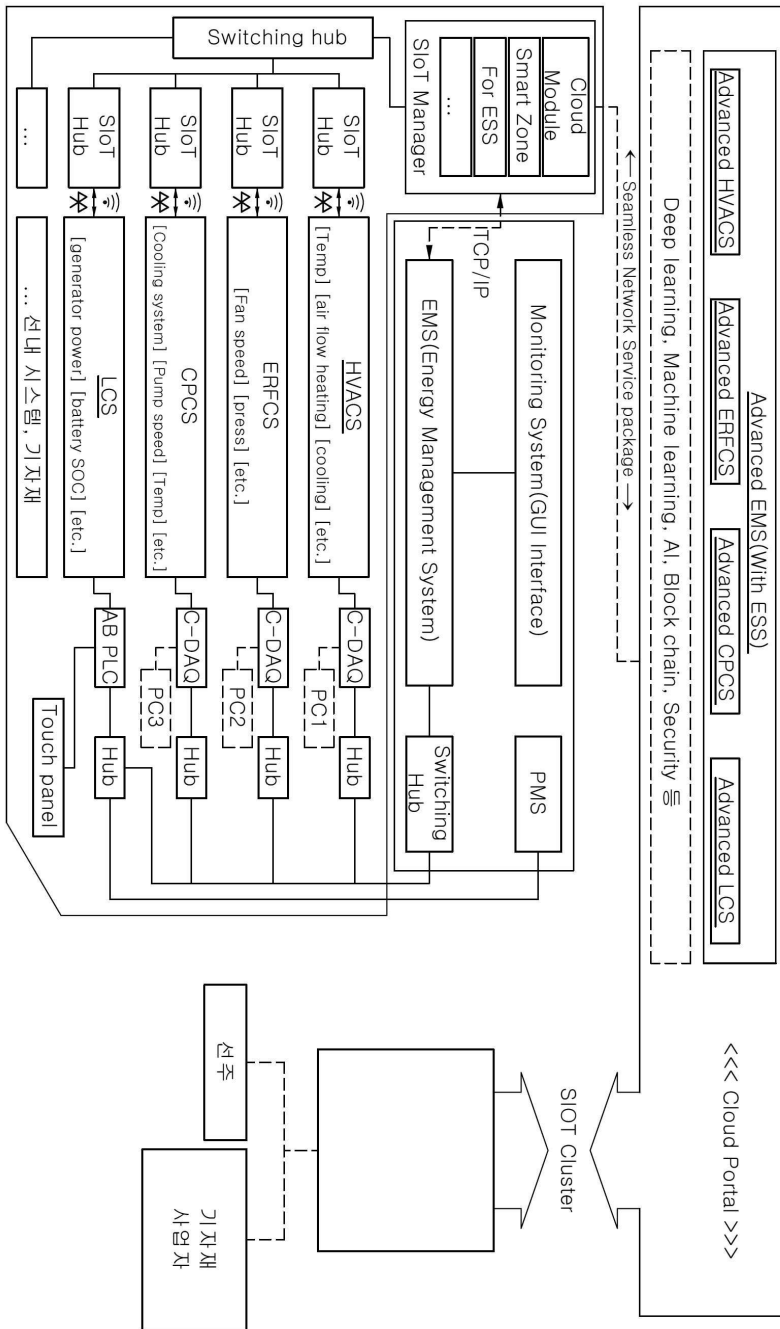 Advanced EMS(With ESS)
Advanced HVACS
Advanced ERFCS
Advanced CPCS
Advanced LCS
<<< Cloud Portal >>>
Deep learning, Machine learning, AI, Block chain, Security 등
← Seamless Network Service package →
SIOT Cluster
Cloud
Module
Smart Zone
For ESS
...
SIoT Manager
TCP/IP
Monitoring System(GUI Interface)
PMS
EMS(Energy Management System)
Switching
Hub
Switching hub
SIoT
Hub
HVACS
[Temp] [air flow heating] [cooling] [etc.]
C-DAQ
PC1
Hub
SIoT
Hub
ERFCS
[Fan speed] [press] [etc.]
C-DAQ
PC2
Hub
SIoT
Hub
CPCS
[Cooling system] [Pump speed] [Temp] [etc.]
C-DAQ
PC3
Hub
SIoT
Hub
LCS
[generator power] [battery SOC] [etc.]
AB PLC
Hub
...
... 선내 시스템, 기자재
Touch panel
선주
기자재
사업자